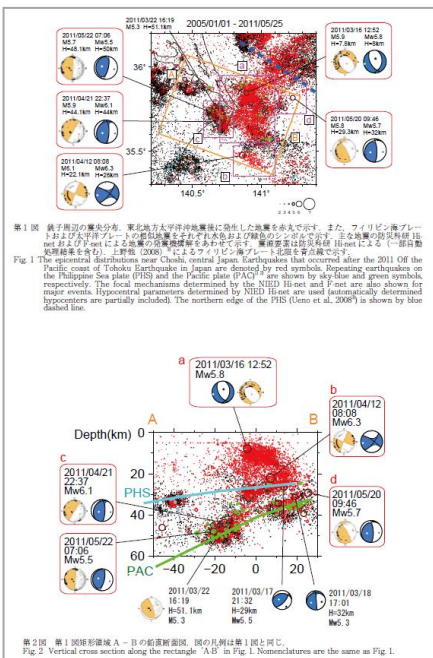 2011/03/22 16:19
M5.3 H=51.1km
2005/01/01 - 2011/05/25
2011/05/22 07:06
M5.7 Mw5.5
H=48.1km H=50km
2011/03/16 12:52
M5.9 Mw5.8
H=7.8km H=8km
2011/04/21 22:37
M5.9 Mw6.1
H=44.1km H=44km
2011/05/20 09:46
M5.8 Mw5.7
H=29.3km H=32km
2011/04/12 08:08
M6.1 Mw6.3
H=22.1km H=26km
36°
35.5°
140.5°
141°
a
b
c
d
第1図 銚子周辺の震央分布．東北地方太平洋沖地震後に発生した地震を赤丸で示す．また，フィリピン海プレー
トおよび太平洋プレートの相似地震をそれぞれ水色および緑色のシンボルで示す．主な地震の防災科研 Hi-
netおよびF-netによる地震の発震機構解をあわせて示す．震源要素は防災科研 Hi-netによる（一部自動
処理結果を含む）．上野他（2008）によるフィリピン海プレート北限を青点線で示す．
Fig. 1 The epicentral distributions near Choshi, central Japan. Earthquakes that occurred after the 2011 Off the
Pacific coast of Tohoku Earthquake in Japan are denoted by red symbols. Repeating earthquakes on
the Philippine Sea plate (PHS) and the Pacific plate (PAC) are shown by sky-blue and green symbols,
respectively. The focal mechanisms determined by the NIED Hi-net and F-net are also shown for
major events. Hypocentral parameters determined by NIED Hi-net are used (automatically determined
hypocenters are partially included). The northern edge of the PHS (Ueno et al., 2008) is shown by blue
dashed line.
a
2011/03/16 12:52
Mw5.8
b
2011/04/12
08:08
Mw6.3
A
B
Depth(km)
0
20
40
60
c
2011/04/21
22:37
Mw6.1
PHS
d
2011/05/20
09:46
Mw5.7
2011/05/22
07:06
Mw5.5
PAC
-40 -20 0 20
2011/03/22
16:19
H=51.1km
M5.3
2011/03/17
21:32
H=29km
Mw5.5
2011/03/18
17:01
H=32km
Mw5.3
第2図 第1図矩形領域A－Bの鉛直断面図．図の凡例は第1図と同じ．
Fig. 2 Vertical cross section along the rectangle "A-B" in Fig. 1. Nomenclatures are the same as Fig. 1.